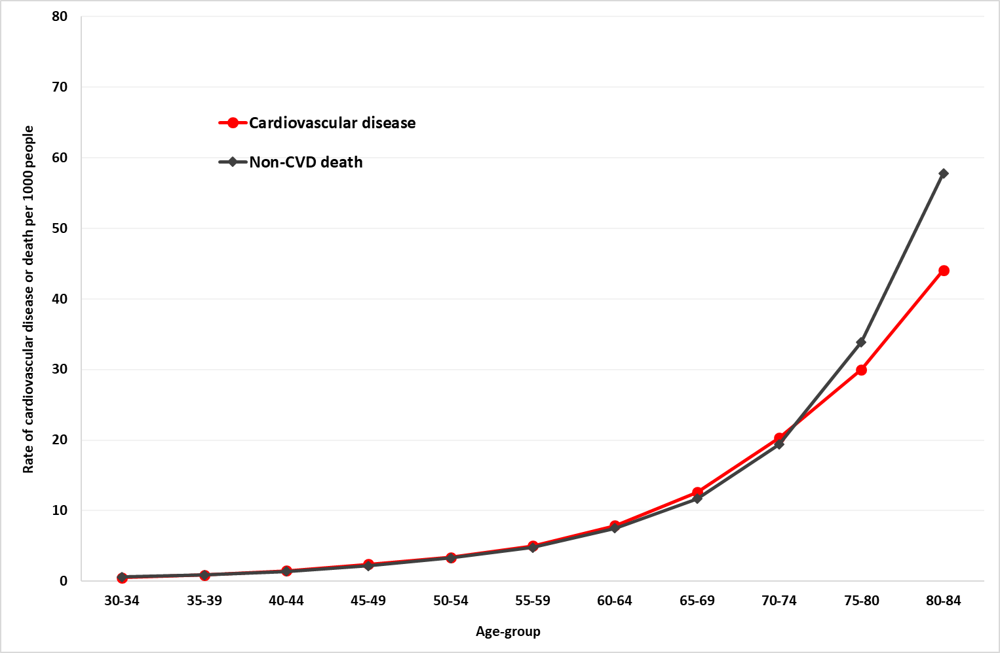 80
70
60
50
40
30
20
10
0
Rate of cardiovascular disease or death per 1000 people
Cardiovascular disease
Non-CVD death
30-34 35-39 40-44 45-49 50-54 55-59 60-64 65-69 70-74 75-80 80-84
Age-group